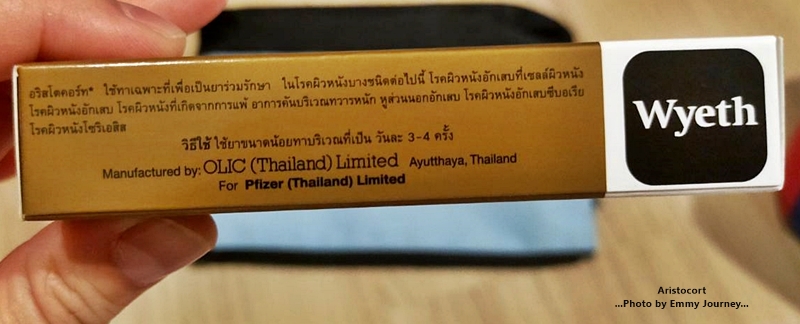 อริสโตคอร์ท* ใช้ทาเฉพาะที่เพื่อเป็นยาร่วมรักษา ในโรคผิวหนังบางชนิดต่อไปนี้ โรคผิวหนังอักเสบที่เซลล์ผิวหนัง
โรคผิวหนังอักเสบ โรคผิวหนังที่เกิดจากการแพ้ อาการคันบริเวณทวารหนัก หูส่วนนอกอักเสบ โรคผิวหนังอักเสบซีบอเรีย
โรคผิวหนังโซริเอสิส
วิธีใช้ ใช้ยาขนาดน้อยทาบริเวณที่เป็น วันละ 3-4 ครั้ง
Manufactured by: OLIC (Thailand) Limited Ayutthaya, Thailand
For Pfizer (Thailand) Limited
Wyeth
Aristocort
...Photo by Emmy Journey...